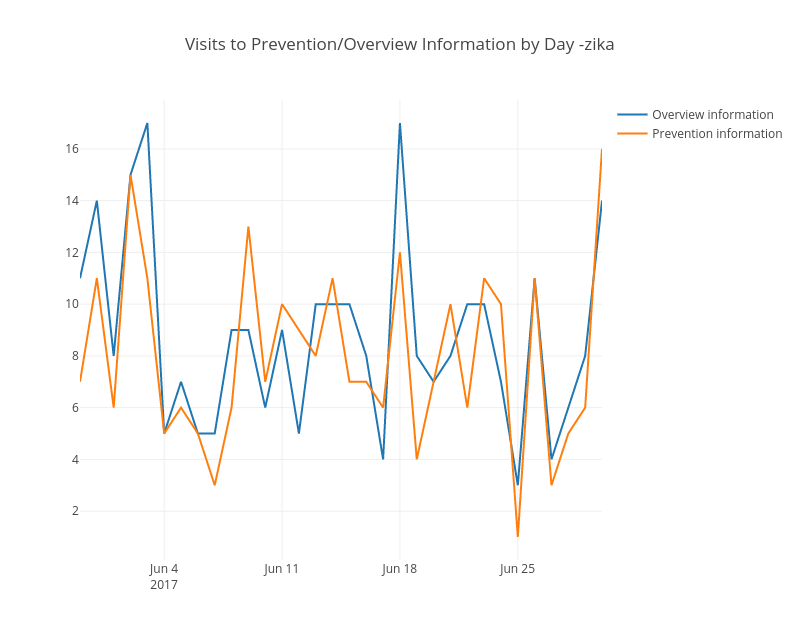 Visits to Prevention/Overview Information by Day -zika
Overview information
Prevention information
16
14
12
10
8
6
4
2
Jun 4
2017
Jun 11
Jun 18
Jun 25